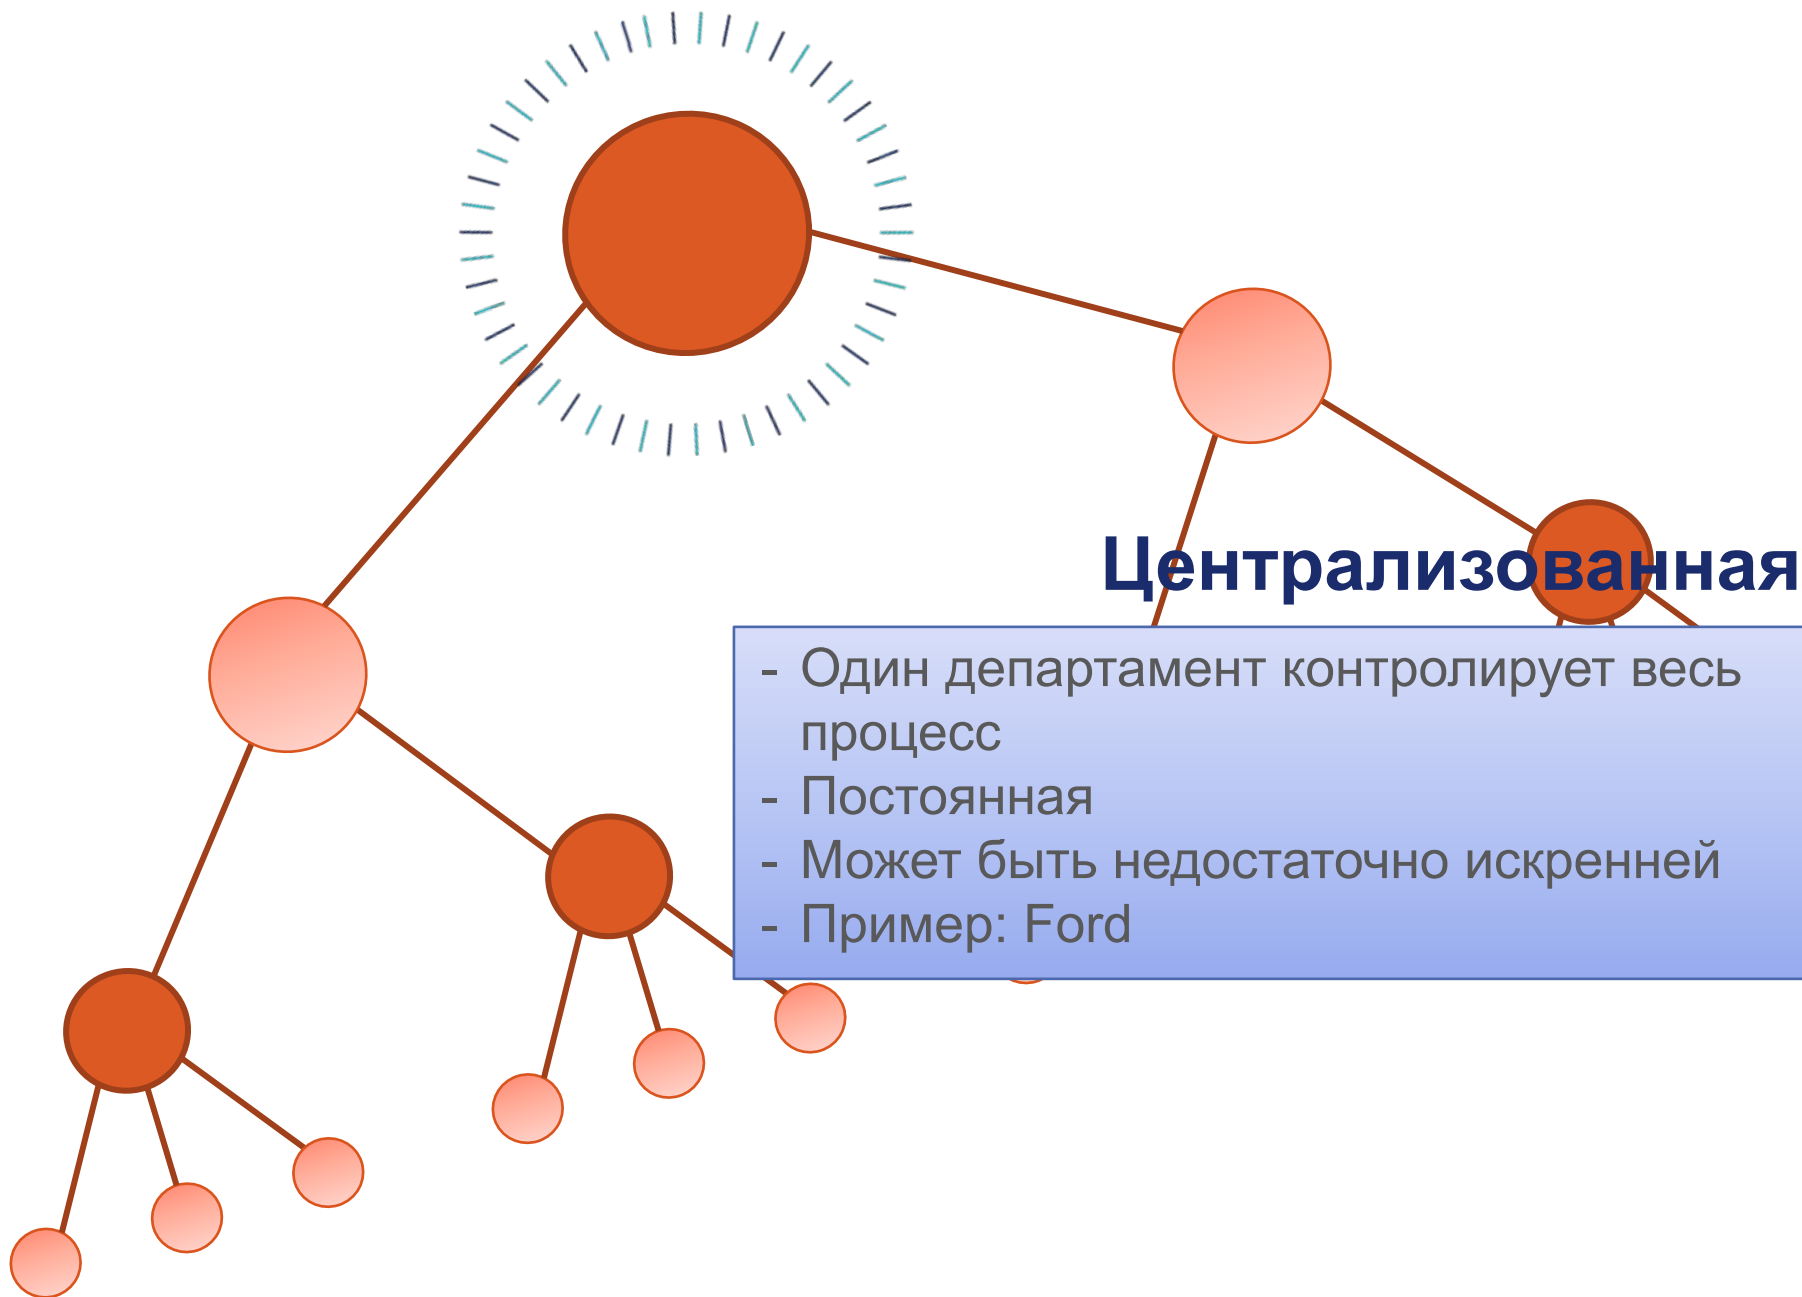 Централизованная
- Один департамент контролирует весь
процесс
- Постоянная
- Может быть недостаточно искренней
- Пример: Ford